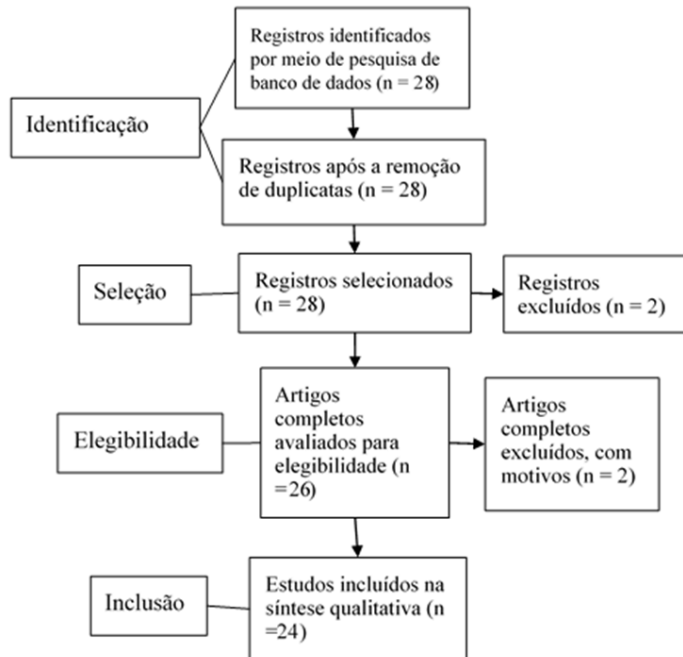 Registros identificados
por meio de pesquisa de
banco de dados (n = 28)
Identificação
Registros após a remoção
de duplicatas (n = 28)
Seleção
Registros selecionados
(n = 28)
Registros
excluídos (n = 2)
Elegibilidade
Artigos
completos
avaliados para
elegibilidade (n
=26)
Artigos
completos
excluídos, com
motivos (n = 2)
Inclusão
Estudos incluídos na
síntese qualitativa (n
=24)